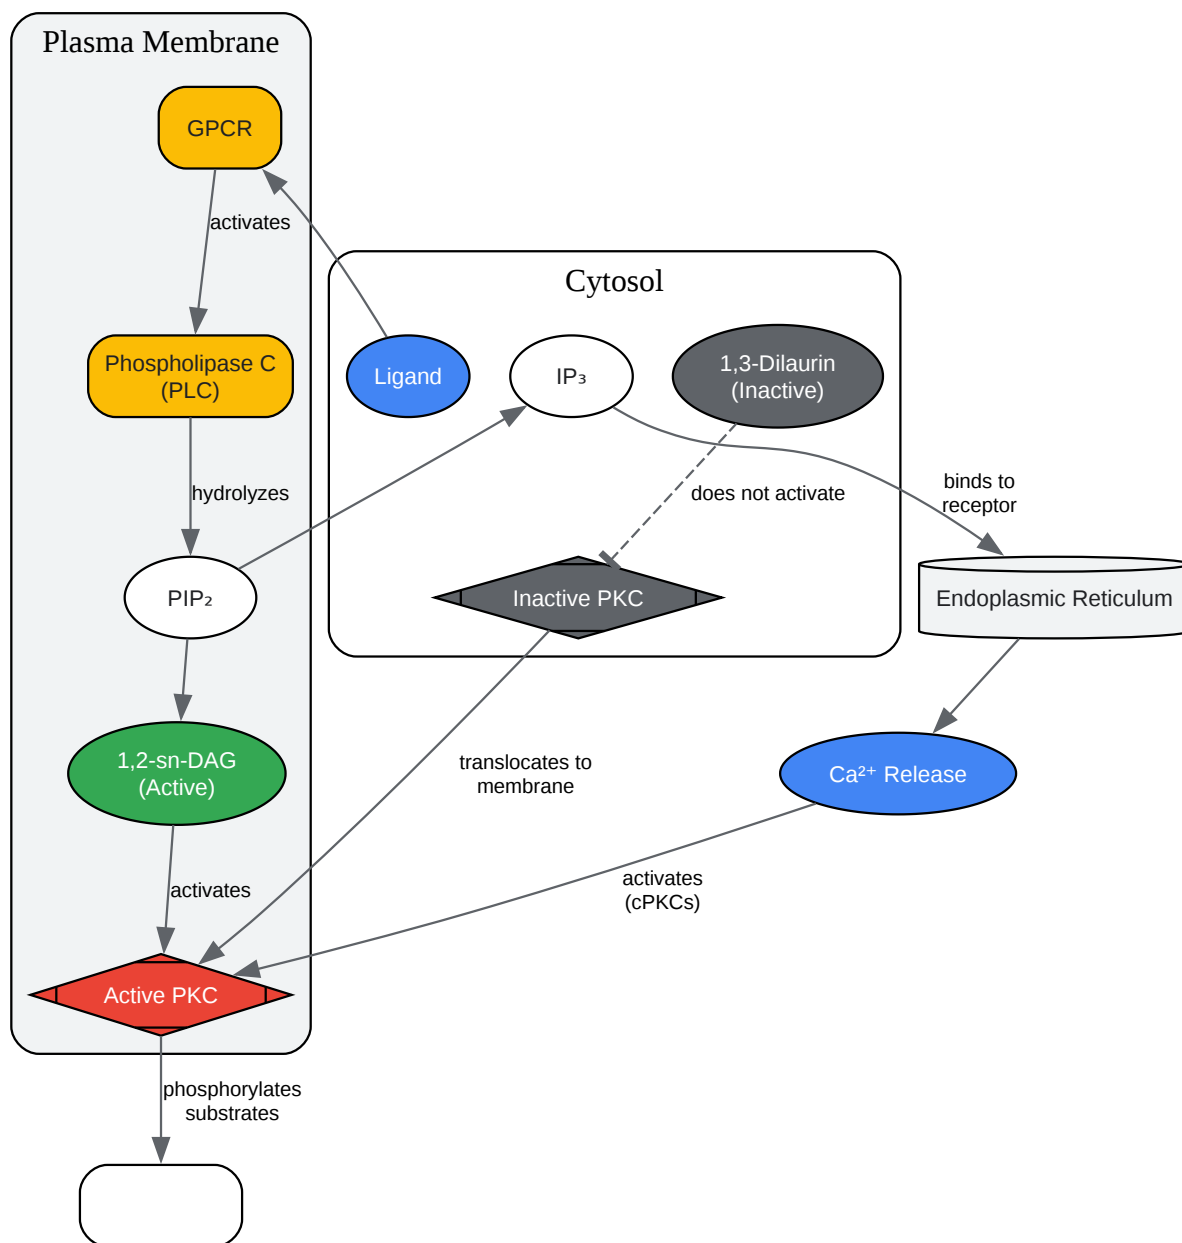 Plasma Membrane
GPCR
activates
Cytosol
Phospholipase C
(PLC)
Ligand
IP₃
1,3-Dilaurin
(Inactive)
hydrolyzes
does not activate
binds to
receptor
PIP₂
Inactive PKC
Endoplasmic Reticulum
1,2-sn-DAG
(Active)
translocates to
membrane
Ca²⁺ Release
activates
activates
(cPKCs)
Active PKC
phosphorylates
substrates